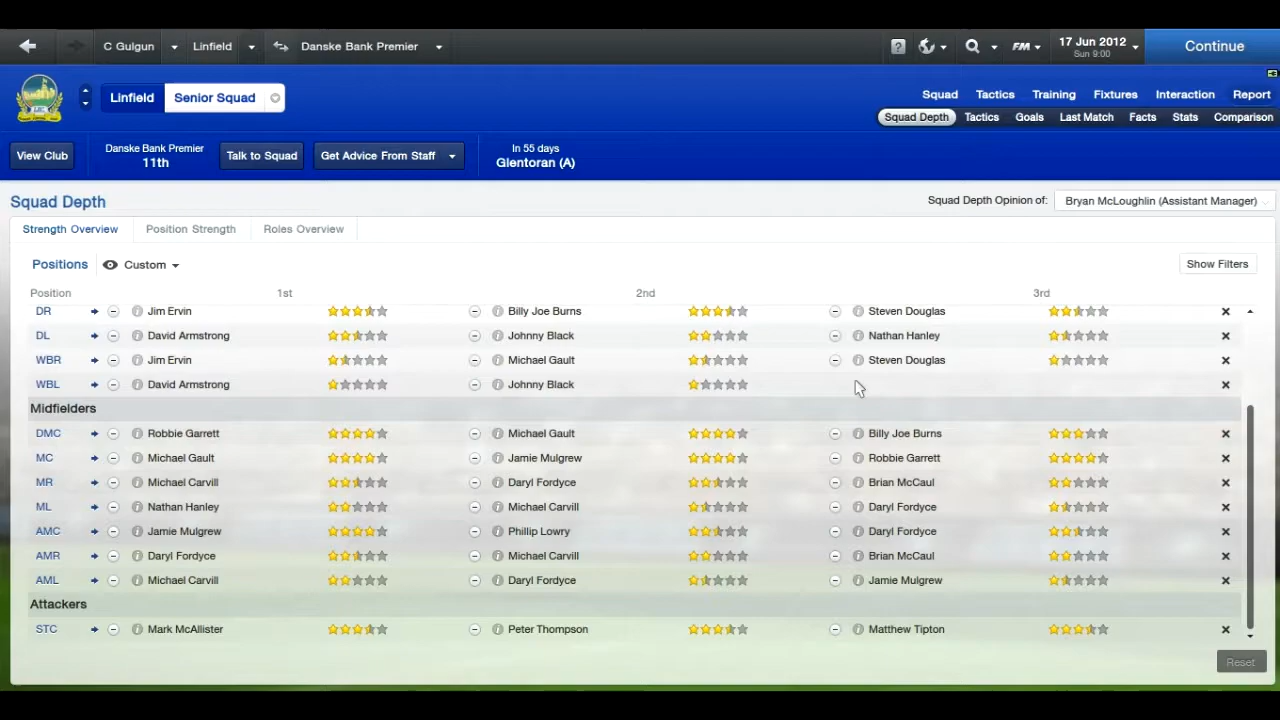 C Gulgun Linfield Danske Bank Premier ? FM 17 Jun 2012 Continue
Sun 9:00
Linfield Senior Squad Squad Tactics Training Fixtures Interaction Report
Squad Depth Tactics Goals Last Match Facts Stats Comparison
View Club Danske Bank Premier Talk to Squad Get Advice From Staff In 55 days
11th Glentoran (A)
Squad Depth Squad Depth Opinion of: Bryan McLoughlin (Assistant Manager)
Strength Overview Position Strength Roles Overview
Positions Custom Show Filters
Position 1st 2nd 3rd
DR Jim Ervin Billy Joe Burns Steven Douglas
DL David Armstrong Johnny Black Nathan Hanley
WBR Jim Ervin Michael Gault Steven Douglas
WBL David Armstrong Johnny Black
Midfielders
DMC Robbie Garrett Michael Gault Billy Joe Burns
MC Michael Gault Jamie Mulgrew Robbie Garrett
MR Michael Carvill Daryl Fordyce Brian McCaul
ML Nathan Hanley Michael Carvill Daryl Fordyce
AMC Jamie Mulgrew Phillip Lowry Daryl Fordyce
AMR Daryl Fordyce Michael Carvill Brian McCaul
AML Michael Carvill Daryl Fordyce Jamie Mulgrew
Attackers
STC Mark McAllister Peter Thompson Matthew Tipton
Reset